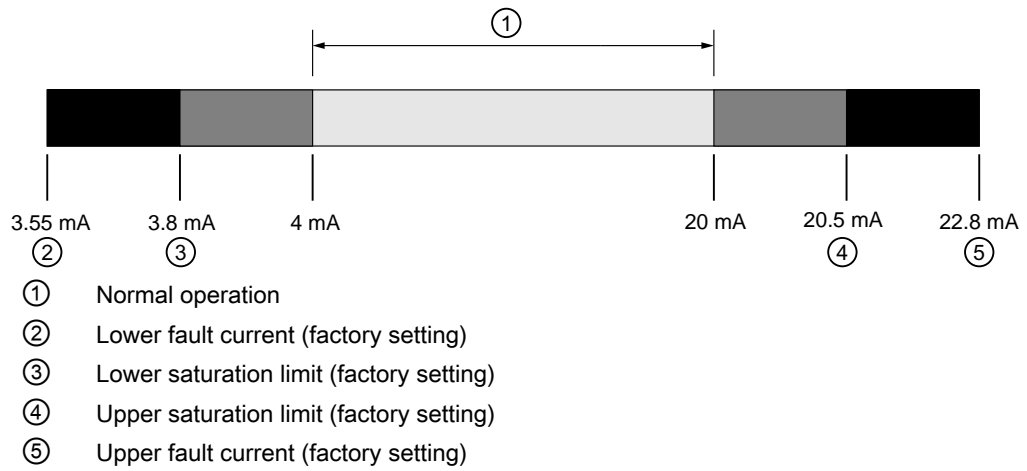 ①
3.55 mA 3.8 mA 4 mA 20 mA 20.5 mA 22.8 mA
② ③ ④ ⑤
① Normal operation
② Lower fault current (factory setting)
③ Lower saturation limit (factory setting)
④ Upper saturation limit (factory setting)
⑤ Upper fault current (factory setting)